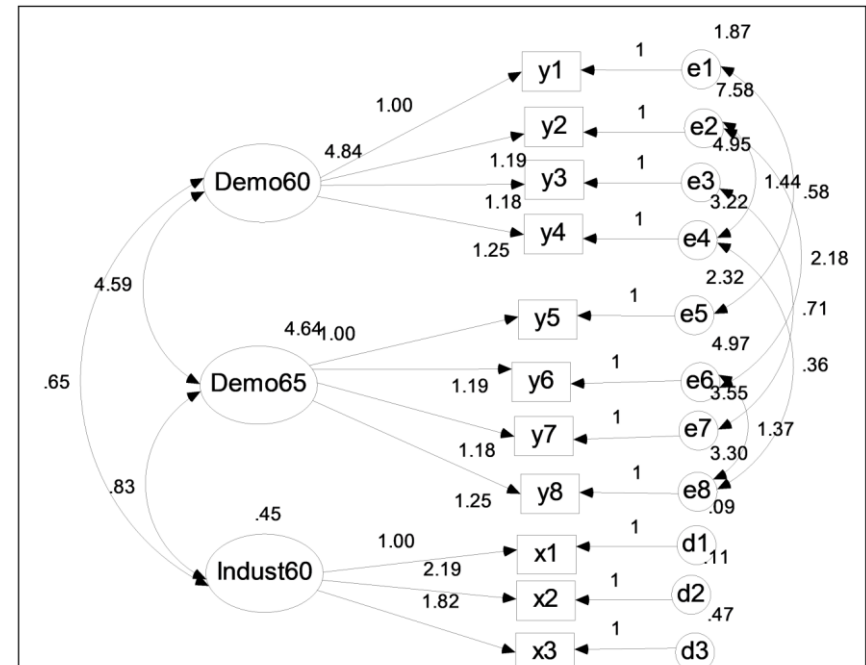 1.87
y1 1 e1
1.00 7.58
y2 1 e2
4.84 4.95
Demo60 1.19 y3 1 e3 1.44 .58
1.18 3.22
1.25 y4 1 e4
2.18
4.59 2.32
4.64 1.00 y5 1 e5 .71
4.97
.65 .36
Demo65 1.19 y6 1 e6
3.55
1.18 y7 1 e7 1.37
3.30
.83 1.25 y8 1 e8
.45 .09
1.00 x1 1 d1
.11
Indust60 2.19
1.82 x2 1 d2
.47
x3 1 d3